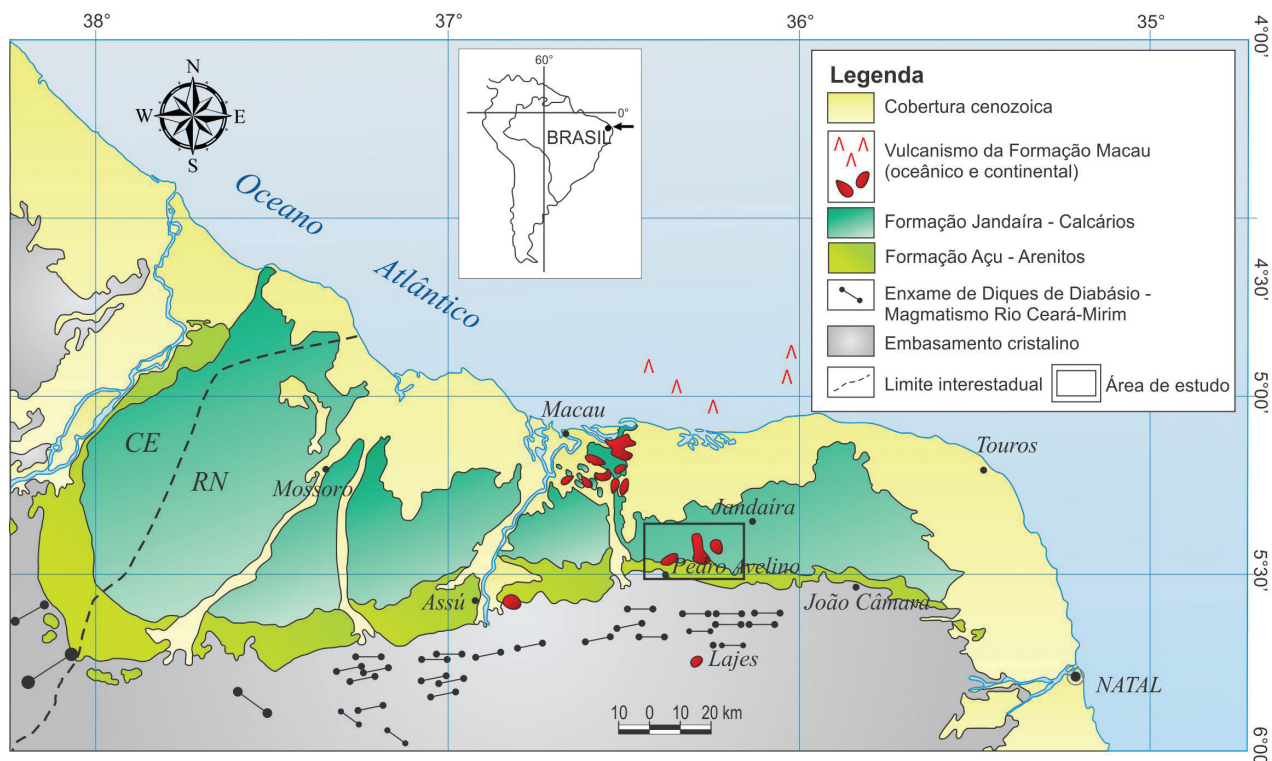 38°
37°
36°
35°
4°00'
4°30'
5°00'
5°30'
6°00'
N
W
E
S
60°
0°
BRASIL
Oceano
Atlântico
Legenda
Cobertura cenozoica
Vulcanismo da Formação Macau
(oceânico e continental)
Formação Jandaíra - Calcários
Formação Açu - Arenitos
Enxame de Diques de Diabásio -
Magmatismo Rio Ceará-Mirim
Embasamento cristalino
Limite interestadual
Área de estudo
Macau
Touros
CE
RN
Mossoró
Jandaíra
Pedro Avelino
Assú
João Câmara
Lajes
NATAL
10 0 10 20 km